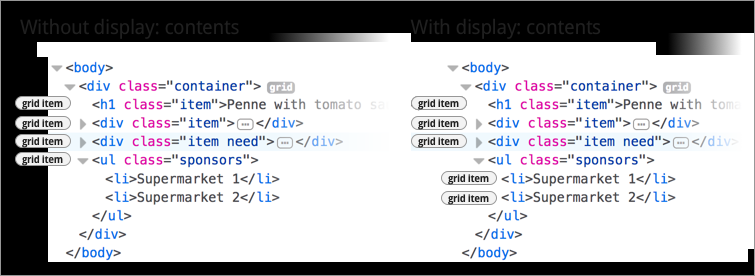 Without display: contents
<body>
<div class="container"> grid
grid item <h1 class="item">Penne with tomato sa
grid item <div class="item">…</div>
grid item <div class="item need">…</div>
grid item <ul class="sponsors">
<li>Supermarket 1</li>
<li>Supermarket 2</li>
</ul>
</div>
</body>
With display: contents
<body>
<div class="container"> grid
grid item <h1 class="item">Penne with toma
grid item <div class="item">…</div>
grid item <div class="item need">…</div>
<ul class="sponsors">
grid item <li>Supermarket 1</li>
grid item <li>Supermarket 2</li>
</ul>
</div>
</body>